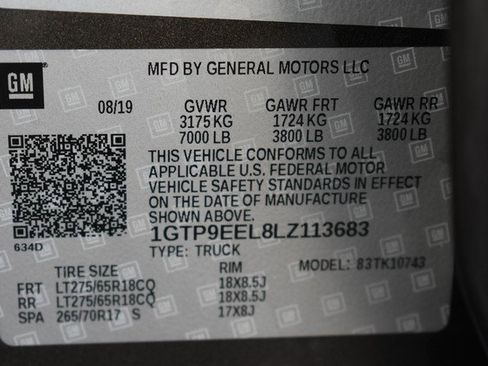 GM
MFD BY GENERAL MOTORS LLC
08/19 GVWR GAWR FRT GAWR RR
3175 KG 1724 KG 1724 KG
7000 LB 3800 LB 3800 LB
THIS VEHICLE CONFORMS TO ALL
APPLICABLE U.S. FEDERAL MOTOR
VEHICLE SAFETY STANDARDS IN EFFECT
ON THE DATE OF MANUFACTURE
SHOWN ABOVE.
634D
1GTP9EEL8LZ113683
TYPE: TRUCK MODEL: 83TK10743
TIRE SIZE RIM
FRT LT275/65R18CQ 18X8.5J
RR LT275/65R18CQ 18X8.5J
SPA 265/70R17 S 17X8J